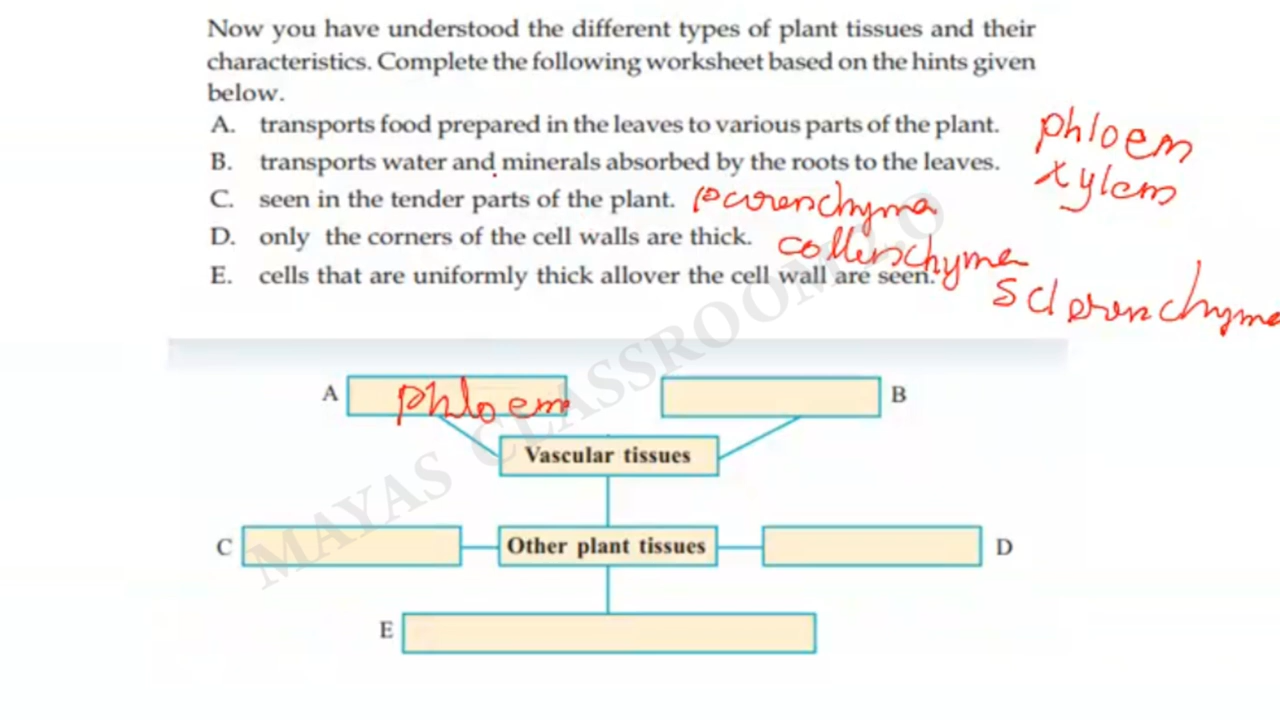 Now you have understood the different types of plant tissues and their
characteristics. Complete the following worksheet based on the hints given
below.
A. transports food prepared in the leaves to various parts of the plant. phloem
B. transports water and minerals absorbed by the roots to the leaves. xylem
C. seen in the tender parts of the plant. parenchyma
D. only the corners of the cell walls are thick. collenchyma
E. cells that are uniformly thick allover the cell wall are seen. sclerenchyma
A phloem B
Vascular tissues
C Other plant tissues D
E
MAYAS CLASSROOM 2.0